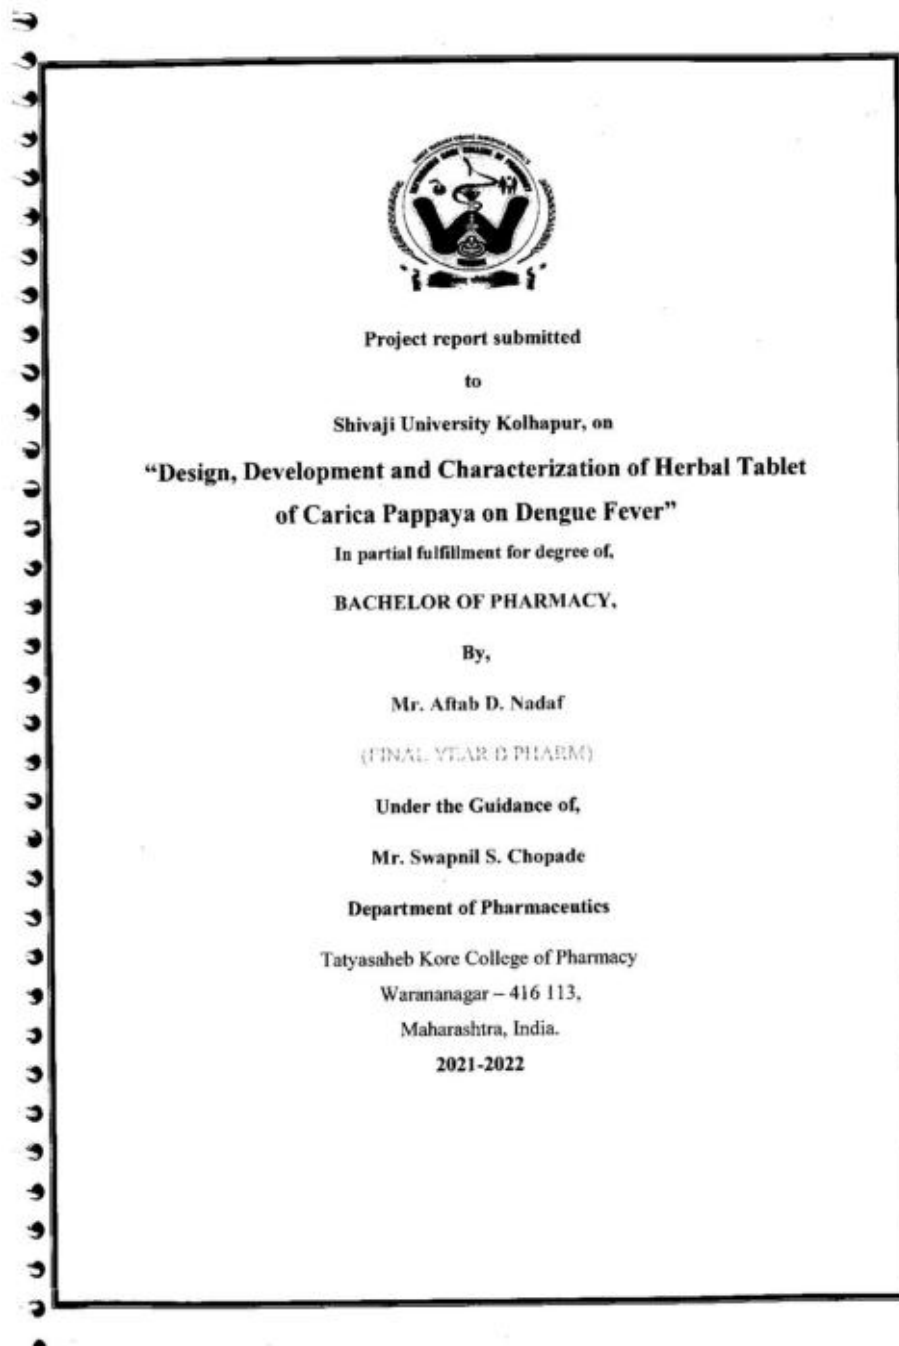 Project report submitted
to
Shivaji University Kolhapur, on
“Design, Development and Characterization of Herbal Tablet
of Carica Pappaya on Dengue Fever”
In partial fulfillment for degree of,
BACHELOR OF PHARMACY,
By,
Mr. Aftab D. Nadaf
(FINAL YEAR B PHARM)
Under the Guidance of,
Mr. Swapnil S. Chopade
Department of Pharmaceutics
Tatyasaheb Kore College of Pharmacy
Warananagar – 416 113,
Maharashtra, India.
2021-2022